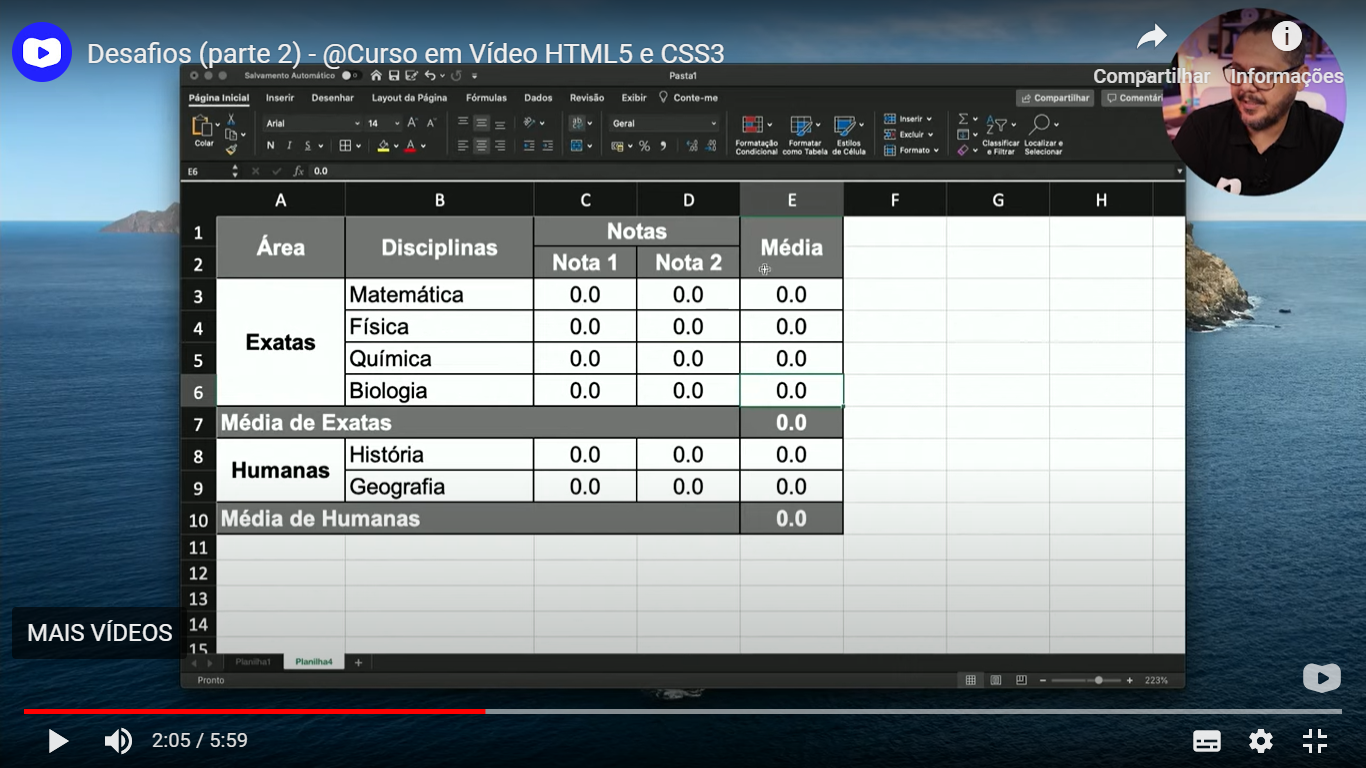 Desafios (parte 2) - @Curso em Vídeo HTML5 e CSS3
Compartilhar
Informações
Salvamento Automático
Pasta1
Página Inicial Inserir Desenhar Layout da Página Fórmulas Dados Revisão Exibir Conte-me
Compartilhar
Comentári
Colar
Arial 14
N I S
Geral
Formatação Condicional
Formatar como Tabela
Estilos de Célula
Inserir
Excluir
Formato
Classificar e Filtrar
Localizar e Selecionar
E6 fx 0.0
A B C D E F G H
1 Área Disciplinas Notas Média
2 Nota 1 Nota 2
3 Exatas Matemática 0.0 0.0 0.0
4 Física 0.0 0.0 0.0
5 Química 0.0 0.0 0.0
6 Biologia 0.0 0.0 0.0
7 Média de Exatas 0.0
8 Humanas História 0.0 0.0 0.0
9 Geografia 0.0 0.0 0.0
10 Média de Humanas 0.0
11
12
13
14
15
MAIS VÍDEOS
Planilha1 Planilha4 +
Pronto
223%
2:05 / 5:59